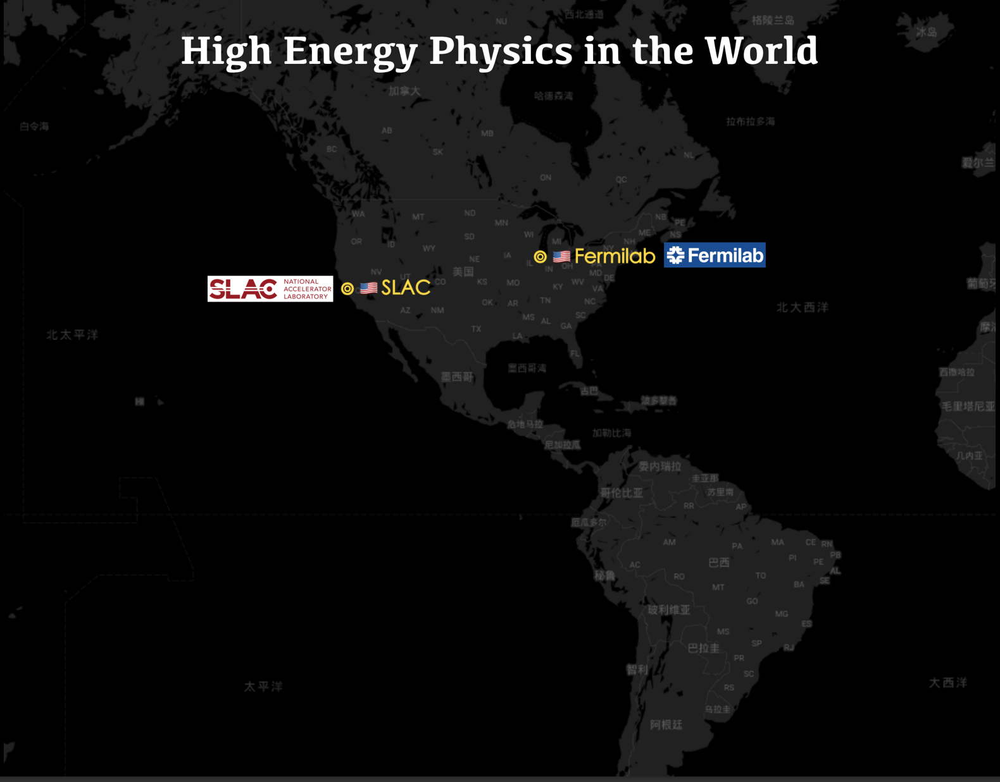 NU
西北通道
格陵兰岛
冰岛
AK
High Energy Physics in the World
加拿大
哈德森湾
白令海
拉布拉多海
AB
MB
BC
SK
NL
爱尔兰
ON
QC
WA
MT
ND
MN
NB
PE
OR
ID
WY
SD
WI
MI
ME
NH
NS
NE
IA
IL
IN
OH
NY
PA
Fermilab
Fermilab
NV
UT
CO
美国
KS
MO
KY
WV
MD
DE
VA
葡萄牙
SLAC
NATIONAL
ACCELERATOR
LABORATORY
SLAC
AZ
NM
OK
AR
TN
NC
北大西洋
MS
AL
GA
SC
北太平洋
TX
LA
FL
墨西哥湾
墨西哥
西撒哈拉
古巴
HI
波多黎各
毛里塔尼亚
危地马拉
加勒比海
尼加拉瓜
几内亚
委内瑞拉
圭亚那
哥伦比亚
苏里南
RR
AP
厄瓜多尔
AM
PA
MA
CE
RN
PB
PI
PE
AC
巴西
AL
秘鲁
RO
TO
SE
MT
BA
GO
玻利维亚
MG
ES
MS
SP
巴拉圭
RJ
PR
智利
SC
太平洋
RS
大西洋
乌拉圭
阿根廷